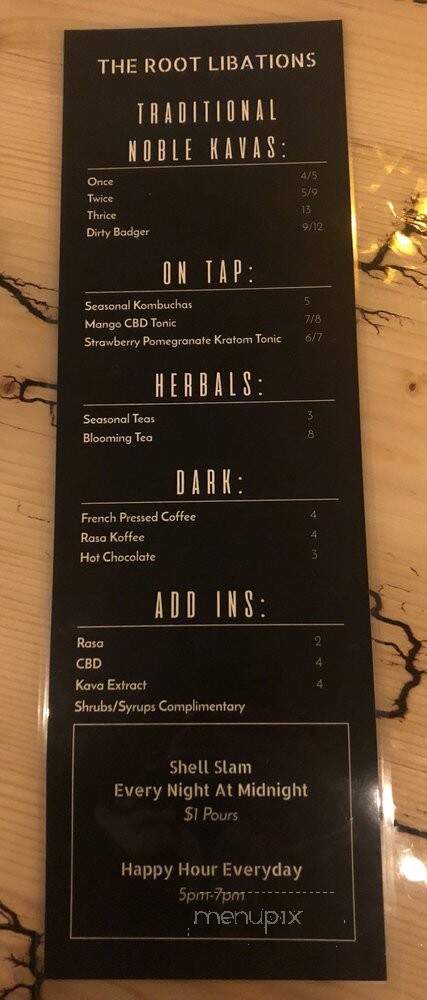 THE ROOT LIBATIONS
TRADITIONAL
NOBLE KAVAS:
Once 4/5
Twice 5/9
Thrice 13
Dirty Badger 9/12
ON TAP:
Seasonal Kombuchas 5
Mango CBD Tonic 7/8
Strawberry Pomegranate Kratom Tonic 6/7
HERBALS:
Seasonal Teas 3
Blooming Tea 8
DARK:
French Pressed Coffee 4
Rasa Koffee 4
Hot Chocolate 3
ADD INS:
Rasa 2
CBD 4
Kava Extract 4
Shrubs/Syrups Complimentary
Shell Slam
Every Night At Midnight
$1 Pours
Happy Hour Everyday
5pm-7pm
menupix